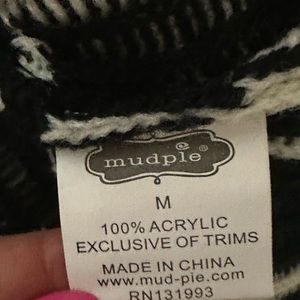 mudpie®
M
100% ACRYLIC
EXCLUSIVE OF TRIMS
MADE IN CHINA
www.mud-pie.com
RN131993